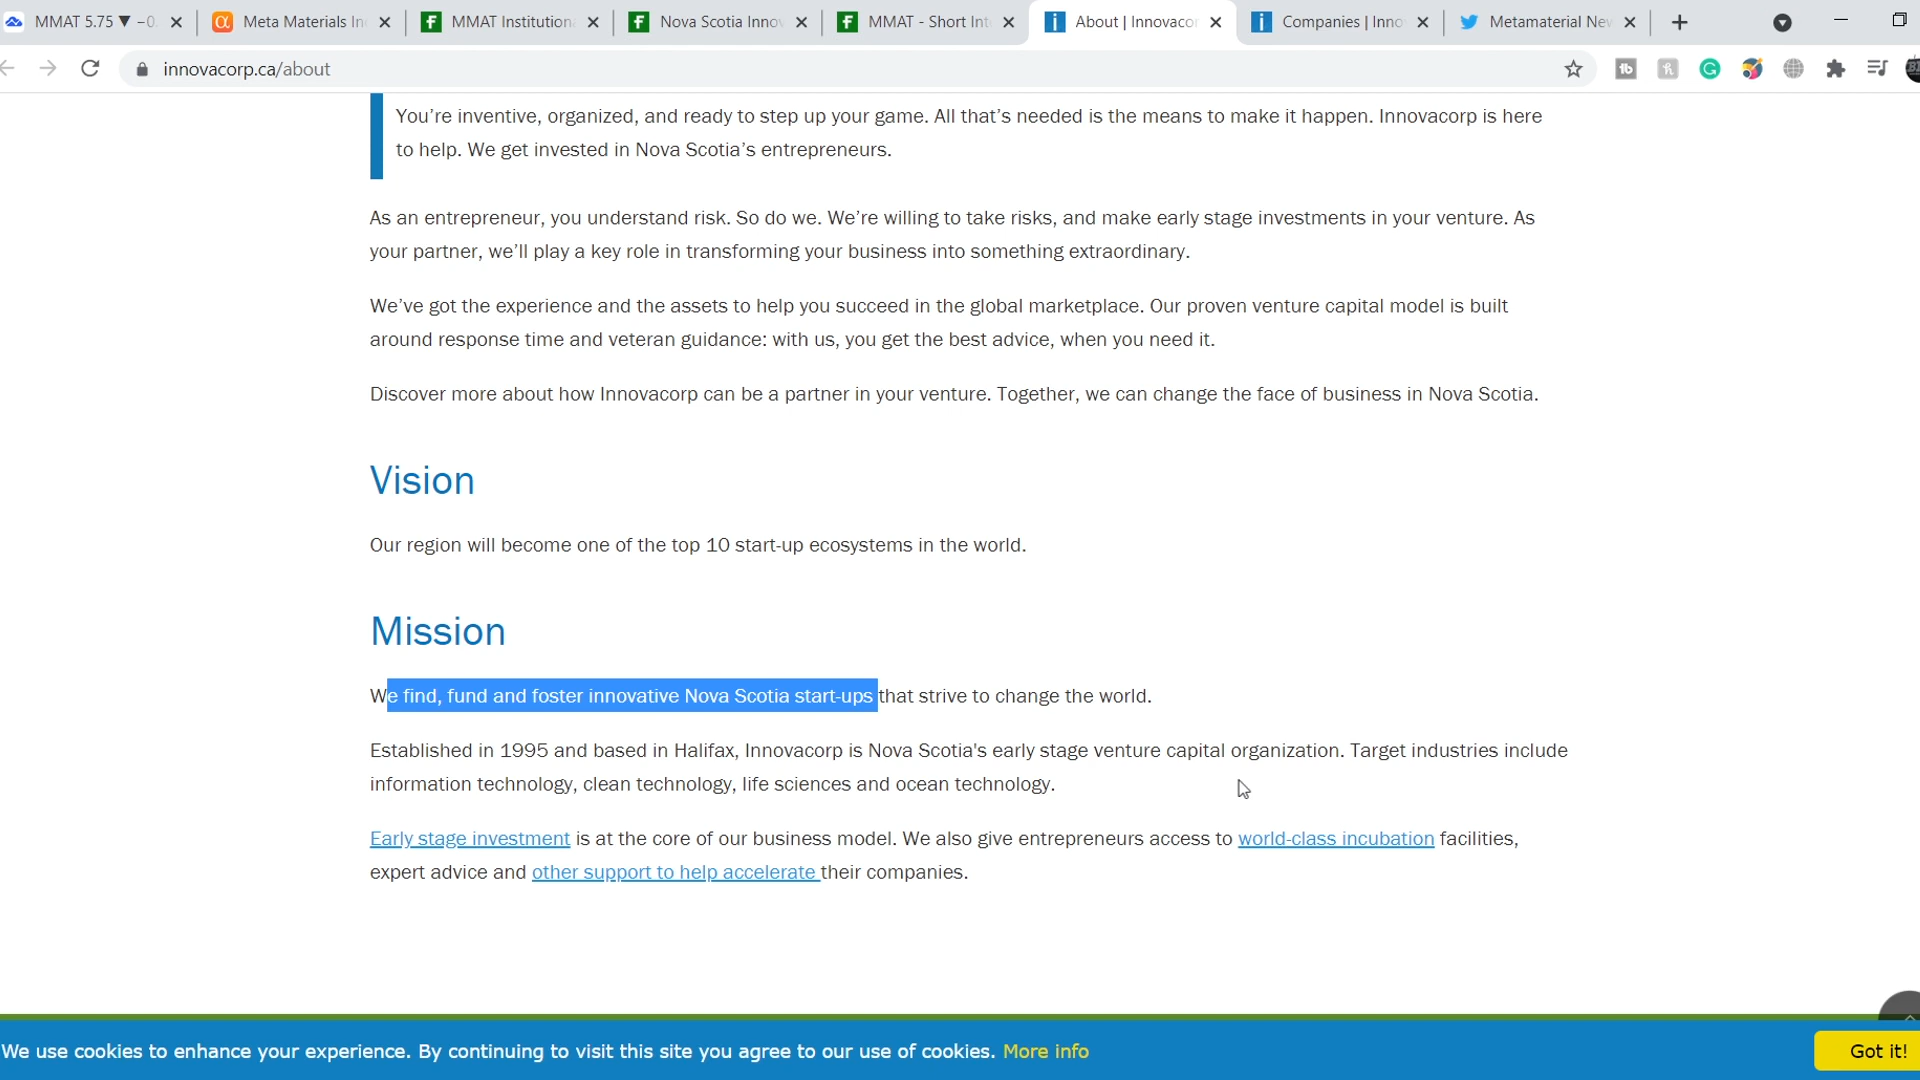 MMAT 5.75 ▼ −0.
Meta Materials In
MMAT Institution
Nova Scotia Innov
MMAT - Short Int
About | Innovacor
Companies | Inno
Metamaterial New
innovacorp.ca/about
You’re inventive, organized, and ready to step up your game. All that’s needed is the means to make it happen. Innovacorp is here
to help. We get invested in Nova Scotia’s entrepreneurs.
As an entrepreneur, you understand risk. So do we. We’re willing to take risks, and make early stage investments in your venture. As
your partner, we’ll play a key role in transforming your business into something extraordinary.
We’ve got the experience and the assets to help you succeed in the global marketplace. Our proven venture capital model is built
around response time and veteran guidance: with us, you get the best advice, when you need it.
Discover more about how Innovacorp can be a partner in your venture. Together, we can change the face of business in Nova Scotia.
Vision
Our region will become one of the top 10 start-up ecosystems in the world.
Mission
We find, fund and foster innovative Nova Scotia start-ups that strive to change the world.
Established in 1995 and based in Halifax, Innovacorp is Nova Scotia's early stage venture capital organization. Target industries include
information technology, clean technology, life sciences and ocean technology.
Early stage investment is at the core of our business model. We also give entrepreneurs access to world-class incubation facilities,
expert advice and other support to help accelerate their companies.
We use cookies to enhance your experience. By continuing to visit this site you agree to our use of cookies. More info
Got it!